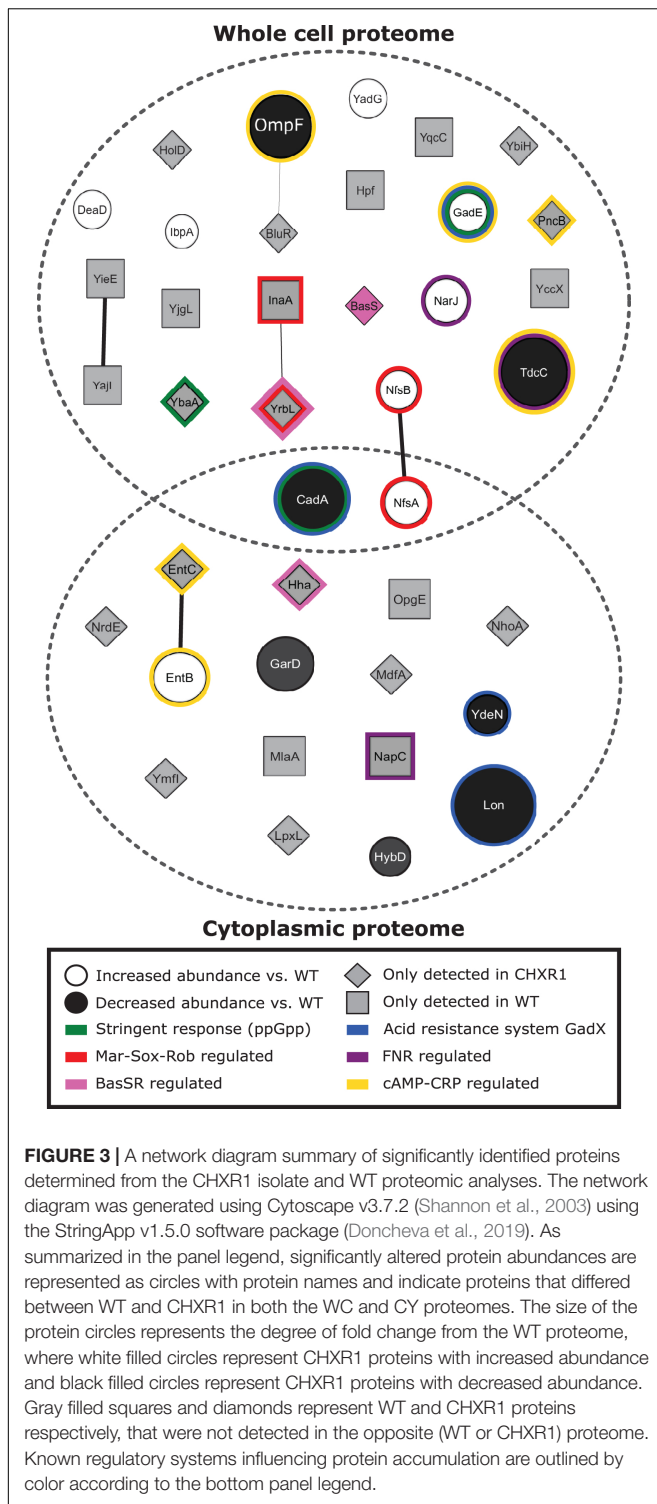 Whole cell proteome
YadG
OmpF
YqcC
HolD
YbiH
Hpf
DeaD
GadE
PncB
IbpA
BluR
YieE
YjgL
InaA
BasS
NarJ
YccX
TdcC
YajI
YbaA
YrbL
NfsB
CadA
NfsA
EntC
Hha
OpgE
NrdE
NhoA
GarD
MdfA
EntB
YdeN
MlaA
NapC
YmfI
Lon
LpxL
HybD
Cytoplasmic proteome
Increased abundance vs. WT
Only detected in CHXR1
Decreased abundance vs. WT
Only detected in WT
Stringent response (ppGpp)
Acid resistance system GadX
Mar-Sox-Rob regulated
FNR regulated
BasSR regulated
cAMP-CRP regulated
FIGURE 3 | A network diagram summary of significantly identified proteins
determined from the CHXR1 isolate and WT proteomic analyses. The network
diagram was generated using Cytoscape v3.7.2 (Shannon et al., 2003) using
the StringApp v1.5.0 software package (Doncheva et al., 2019). As
summarized in the panel legend, significantly altered protein abundances are
represented as circles with protein names and indicate proteins that differed
between WT and CHXR1 in both the WC and CY proteomes. The size of the
protein circles represents the degree of fold change from the WT proteome,
where white filled circles represent CHXR1 proteins with increased abundance
and black filled circles represent CHXR1 proteins with decreased abundance.
Gray filled squares and diamonds represent WT and CHXR1 proteins
respectively, that were not detected in the opposite (WT or CHXR1) proteome.
Known regulatory systems influencing protein accumulation are outlined by
color according to the bottom panel legend.